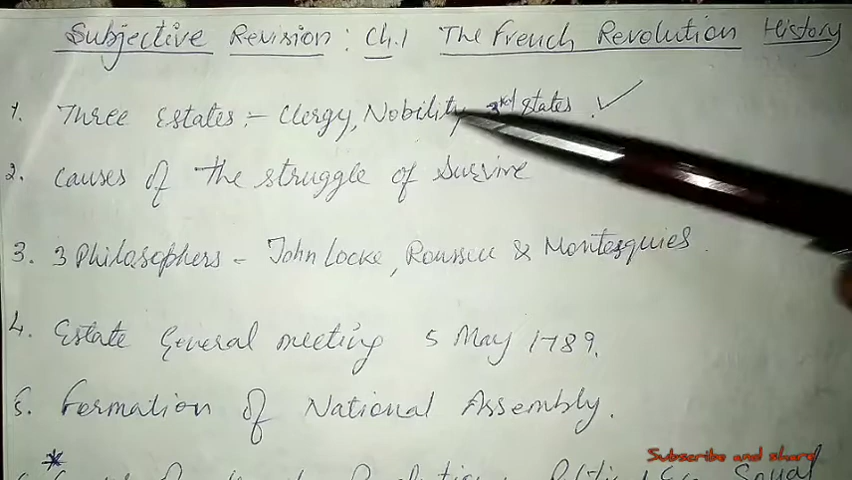 Subjective Revision : Ch.1 The French Revolution History
1. Three Estates :- Clergy, Nobility 3rd states. ✓
2. Causes of the struggle of Survive
3. 3 Philosophers - John Locke, Rousseu & Montesquies.
4. Estate General meeting 5 May 1789.
5. Formation of National Assembly.
Subscribe and share